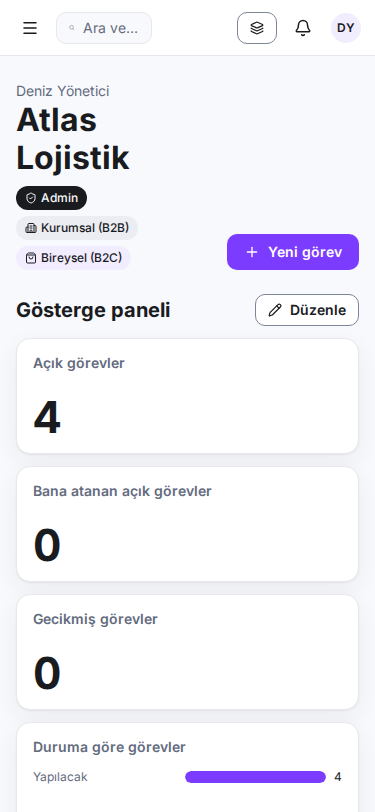 Ara ve...
DY
Deniz Yönetici
Atlas
Lojistik
Admin
Kurumsal (B2B)
Bireysel (B2C)
Yeni görev
Gösterge paneli
Düzenle
Açık görevler
4
Bana atanan açık görevler
0
Gecikmiş görevler
0
Duruma göre görevler
Yapılacak 4